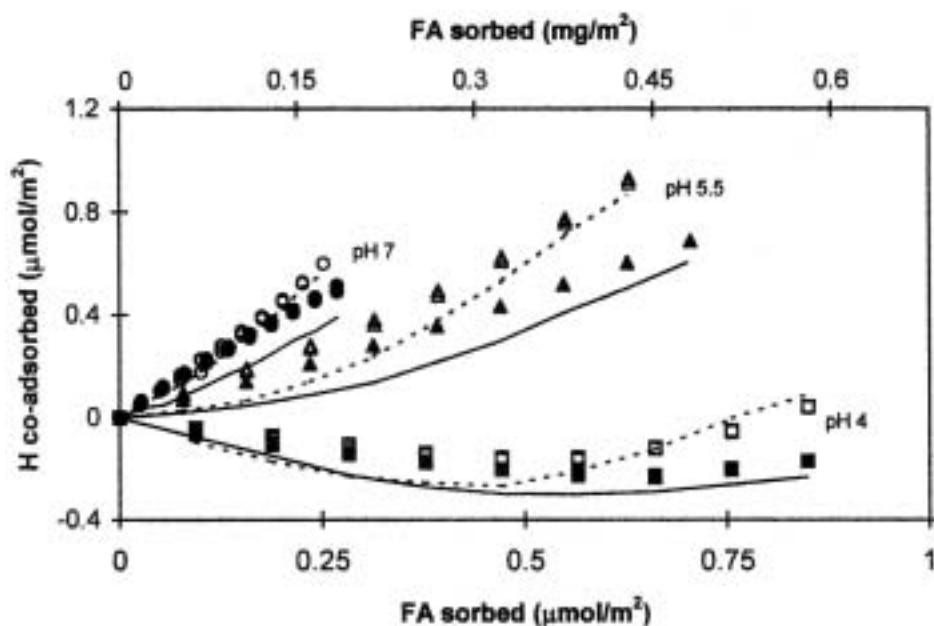 FA sorbed (mg/m²)
0 0.15 0.3 0.45 0.6
1.2
0.8
0.4
0
-0.4
H co-adsorbed (μmol/m²)
pH 5.5
pH 7
pH 4
0 0.25 0.5 0.75 1
FA sorbed (μmol/m²)